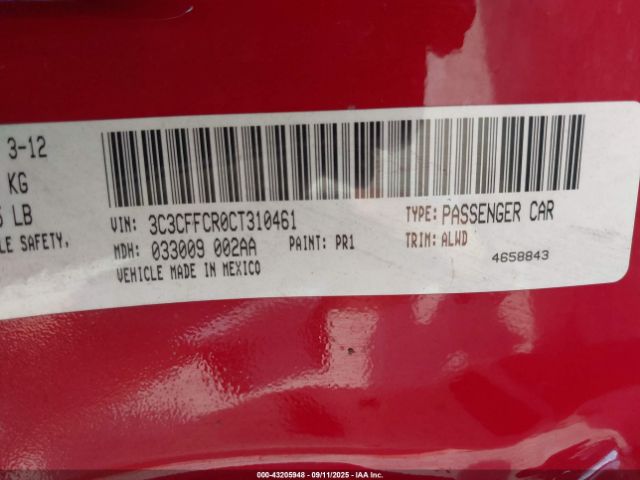 3-12
KG
LB
LE SAFETY,
VIN: 3C3CFFCR0CT310461
TYPE: PASSENGER CAR
MDH: 033009 002AA PAINT: PR1
TRIM: ALWD
VEHICLE MADE IN MEXICO
4658843
000-43205948 - 09/11/2025 - IAA Inc.